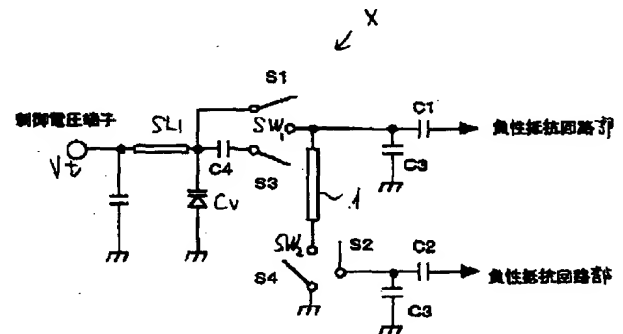 X
S1
制御電圧端子
SL1
SW1
C1
負性抵抗回路部
Vt
C4
S3
C3
Cv
1
SW2
S2
C2
S4
負性抵抗回路部
C3